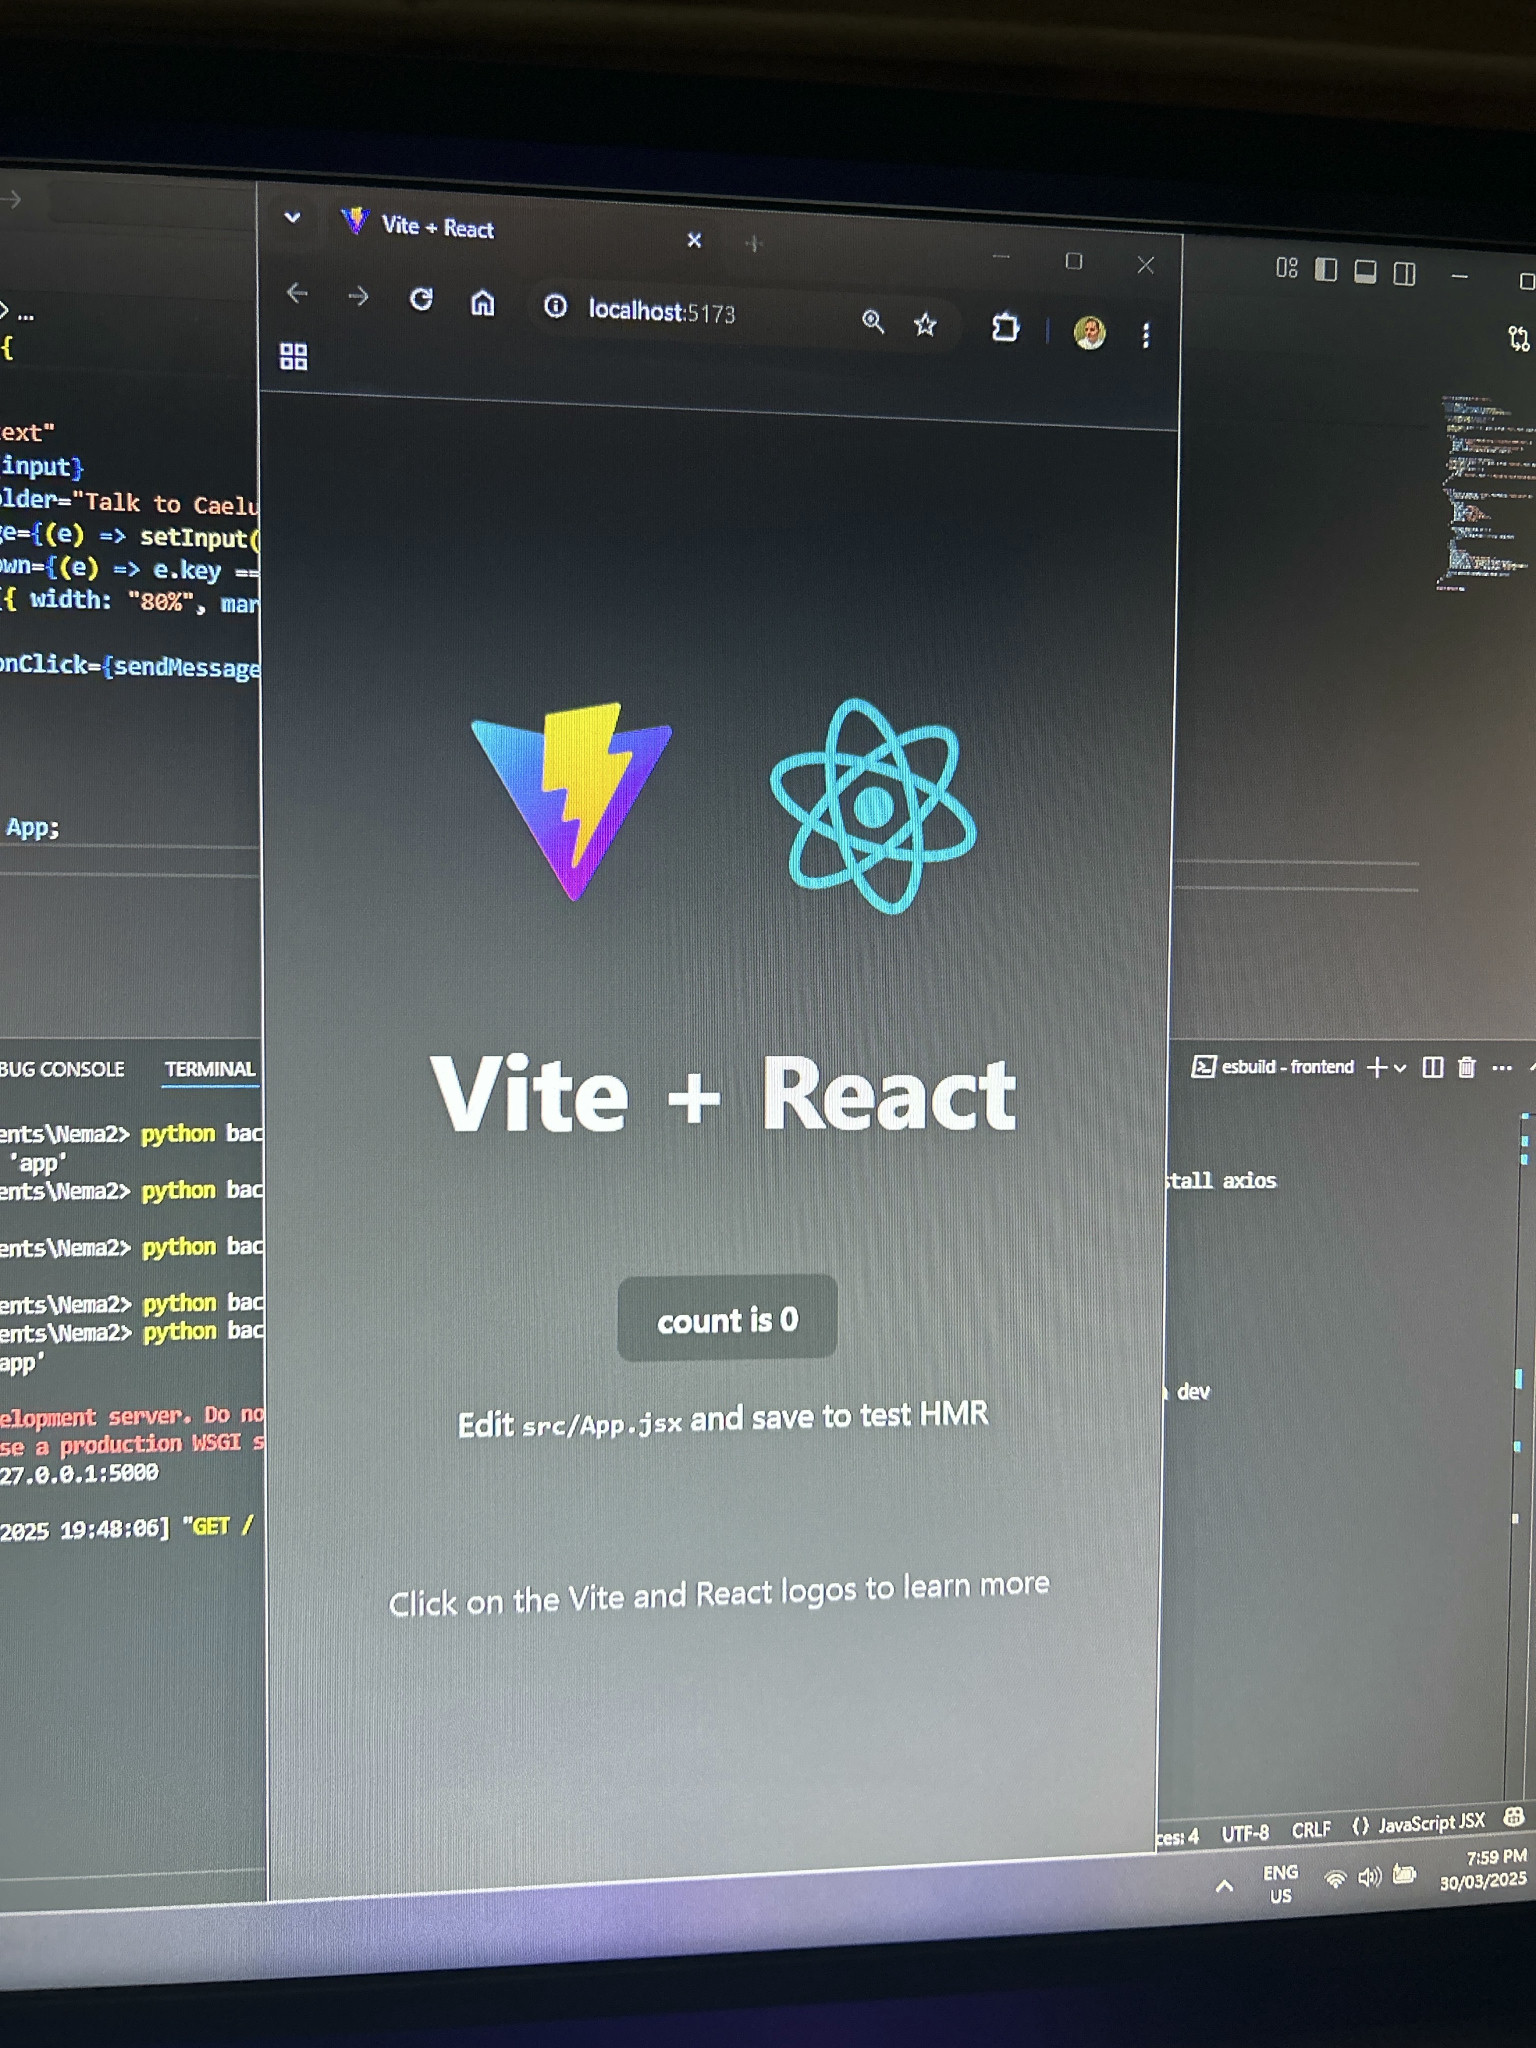 Vite + React
localhost:5173
...
{
ext"
input}
older="Talk to Caelu
ge={(e) => setInput(
own={(e) => e.key ==
{ width: "80%", mar
onClick={sendMessage
App;
Vite + React
count is 0
Edit src/App.jsx and save to test HMR
Click on the Vite and React logos to learn more
BUG CONSOLE TERMINAL
esbuild - frontend
ents\Nema2> python bac
'app'
ents\Nema2> python bac
ents\Nema2> python bac
ents\Nema2> python bac
ents\Nema2> python bac
app'
elopment server. Do no
se a production WSGI s
27.0.0.1:5000
2025 19:48:06] "GET /
stall axios
dev
ces: 4 UTF-8 CRLF {} JavaScript JSX
ENG
US
7:59 PM
30/03/2025